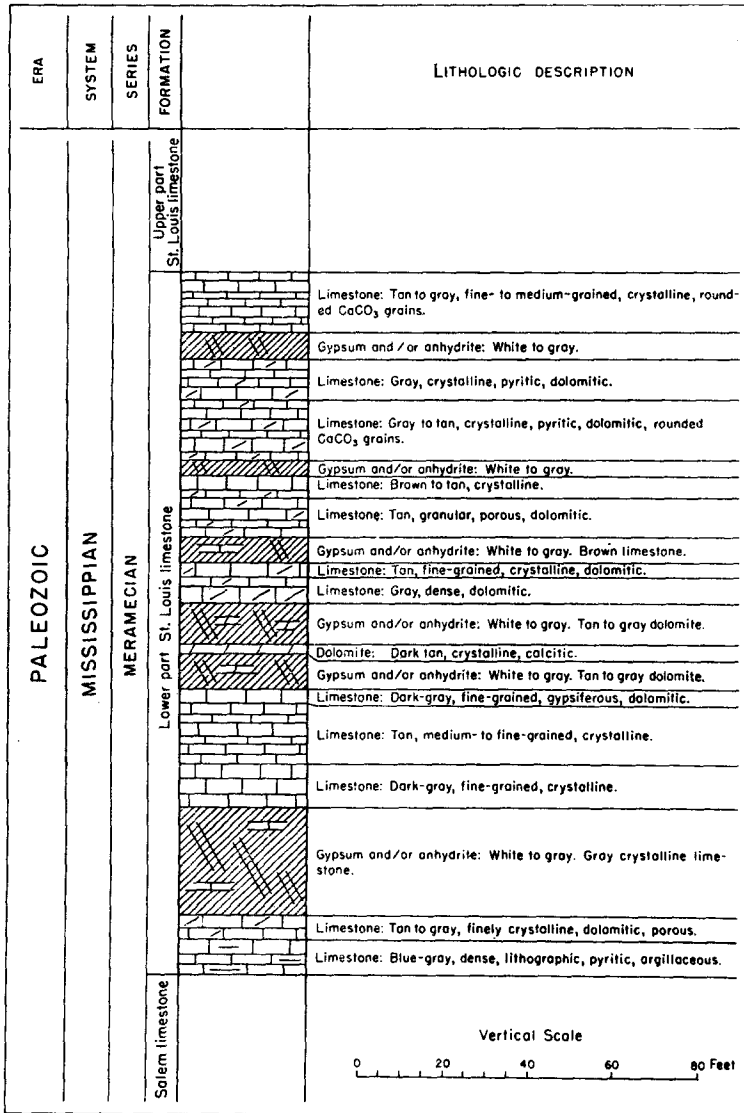 ERA
SYSTEM
SERIES
FORMATION
LITHOLOGIC DESCRIPTION
PALEOZOIC
MISSISSIPPIAN
MERAMECIAN
Upper part
St. Louis limestone
Lower part St. Louis limestone
Salem limestone
Limestone: Tan to gray, fine- to medium-grained, crystalline, round-
ed CaCO₃ grains.
Gypsum and / or anhydrite: White to gray.
Limestone: Gray, crystalline, pyritic, dolomitic.
Limestone: Gray to tan, crystalline, pyritic, dolomitic, rounded
CaCO₃ grains.
Gypsum and/or anhydrite: White to gray.
Limestone: Brown to tan, crystalline.
Limestone: Tan, granular, porous, dolomitic.
Gypsum and/or anhydrite: White to gray. Brown limestone.
Limestone: Tan, fine-grained, crystalline, dolomitic.
Limestone: Gray, dense, dolomitic.
Gypsum and/or anhydrite: White to gray. Tan to gray dolomite.
Dolomite: Dark tan, crystalline, calcitic.
Gypsum and/or anhydrite: White to gray. Tan to gray dolomite.
Limestone: Dark-gray, fine-grained, gypsiferous, dolomitic.
Limestone: Tan, medium- to fine-grained, crystalline.
Limestone: Dark-gray, fine-grained, crystalline.
Gypsum and/or anhydrite: White to gray. Gray crystalline lime-
stone.
Limestone: Tan to gray, finely crystalline, dolomitic, porous.
Limestone: Blue-gray, dense, lithographic, pyritic, argillaceous.
Vertical Scale
0 20 40 60 80 Feet